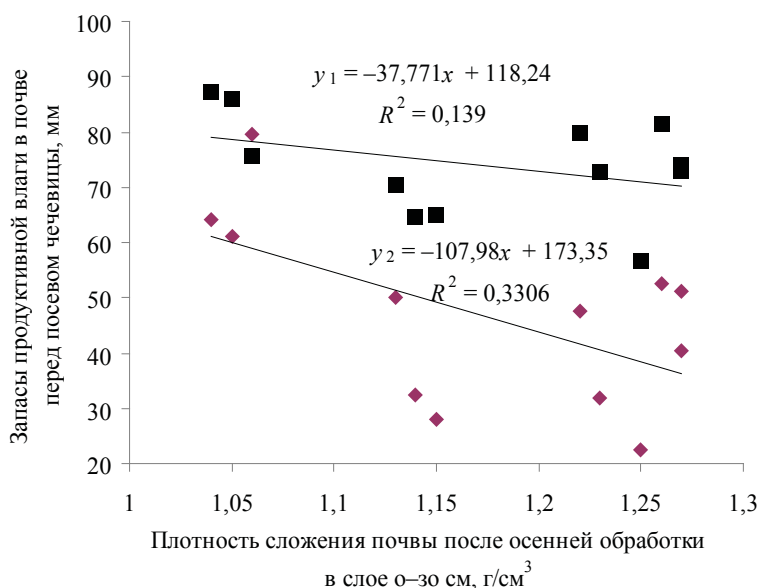 Запасы продуктивной влаги в почве
перед посевом чечевицы, мм
100
90
80
70
60
50
40
30
20
y 1 = –37,771x + 118,24
R² = 0,139
y 2 = –107,98x + 173,35
R² = 0,3306
1
1,05
1,1
1,15
1,2
1,25
1,3
Плотность сложения почвы после осенней обработки
в слое о–зо см, г/см³